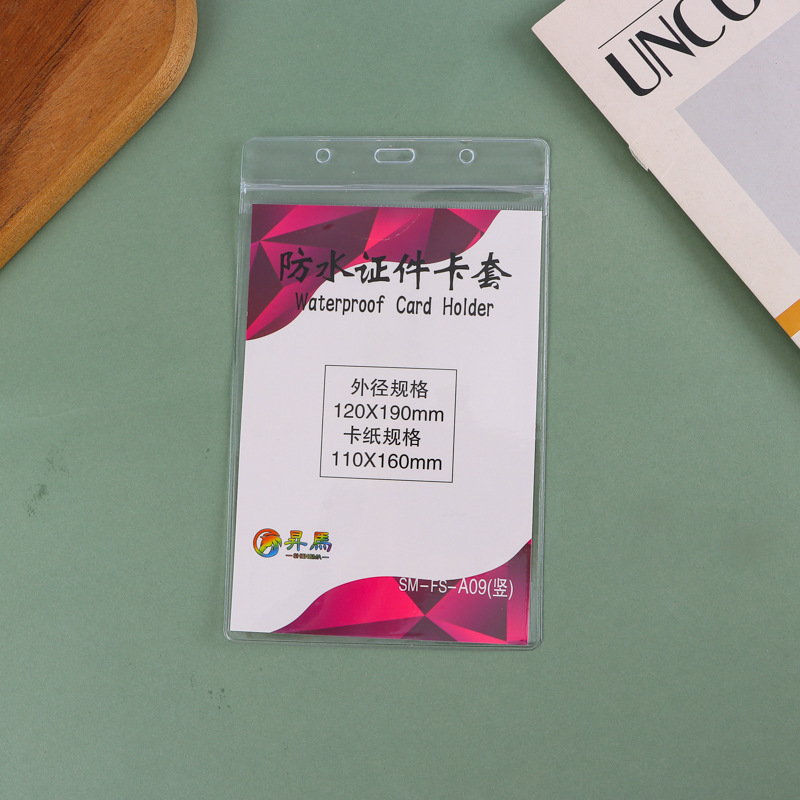 UNCO
防水证件卡套
Waterproof Card Holder
外径规格
120X190mm
卡纸规格
110X160mm
昇馬
SM-FS-A09(竖)